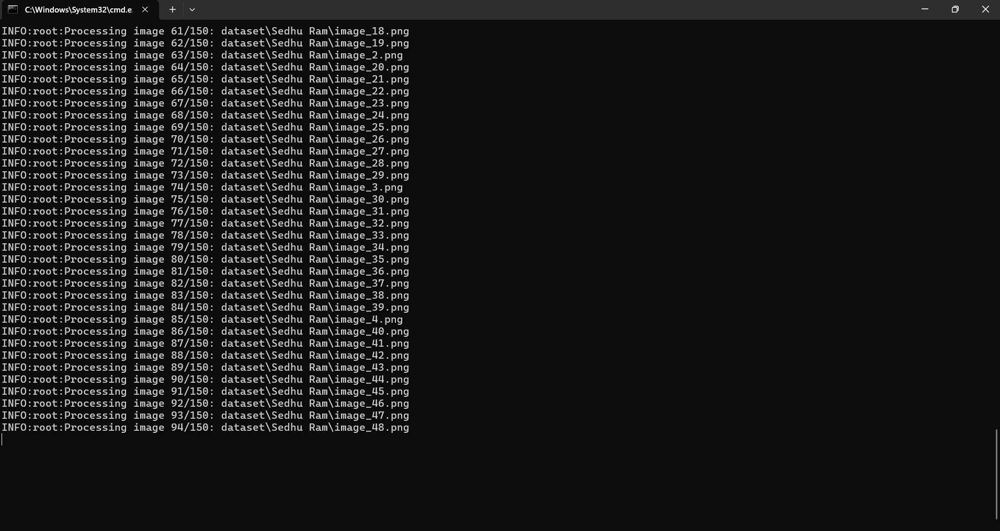 C:\Windows\System32\cmd.e
INFO:root:Processing image 61/150: dataset\Sedhu Ram\image_18.png
INFO:root:Processing image 62/150: dataset\Sedhu Ram\image_19.png
INFO:root:Processing image 63/150: dataset\Sedhu Ram\image_2.png
INFO:root:Processing image 64/150: dataset\Sedhu Ram\image_20.png
INFO:root:Processing image 65/150: dataset\Sedhu Ram\image_21.png
INFO:root:Processing image 66/150: dataset\Sedhu Ram\image_22.png
INFO:root:Processing image 67/150: dataset\Sedhu Ram\image_23.png
INFO:root:Processing image 68/150: dataset\Sedhu Ram\image_24.png
INFO:root:Processing image 69/150: dataset\Sedhu Ram\image_25.png
INFO:root:Processing image 70/150: dataset\Sedhu Ram\image_26.png
INFO:root:Processing image 71/150: dataset\Sedhu Ram\image_27.png
INFO:root:Processing image 72/150: dataset\Sedhu Ram\image_28.png
INFO:root:Processing image 73/150: dataset\Sedhu Ram\image_29.png
INFO:root:Processing image 74/150: dataset\Sedhu Ram\image_3.png
INFO:root:Processing image 75/150: dataset\Sedhu Ram\image_30.png
INFO:root:Processing image 76/150: dataset\Sedhu Ram\image_31.png
INFO:root:Processing image 77/150: dataset\Sedhu Ram\image_32.png
INFO:root:Processing image 78/150: dataset\Sedhu Ram\image_33.png
INFO:root:Processing image 79/150: dataset\Sedhu Ram\image_34.png
INFO:root:Processing image 80/150: dataset\Sedhu Ram\image_35.png
INFO:root:Processing image 81/150: dataset\Sedhu Ram\image_36.png
INFO:root:Processing image 82/150: dataset\Sedhu Ram\image_37.png
INFO:root:Processing image 83/150: dataset\Sedhu Ram\image_38.png
INFO:root:Processing image 84/150: dataset\Sedhu Ram\image_39.png
INFO:root:Processing image 85/150: dataset\Sedhu Ram\image_4.png
INFO:root:Processing image 86/150: dataset\Sedhu Ram\image_40.png
INFO:root:Processing image 87/150: dataset\Sedhu Ram\image_41.png
INFO:root:Processing image 88/150: dataset\Sedhu Ram\image_42.png
INFO:root:Processing image 89/150: dataset\Sedhu Ram\image_43.png
INFO:root:Processing image 90/150: dataset\Sedhu Ram\image_44.png
INFO:root:Processing image 91/150: dataset\Sedhu Ram\image_45.png
INFO:root:Processing image 92/150: dataset\Sedhu Ram\image_46.png
INFO:root:Processing image 93/150: dataset\Sedhu Ram\image_47.png
INFO:root:Processing image 94/150: dataset\Sedhu Ram\image_48.png